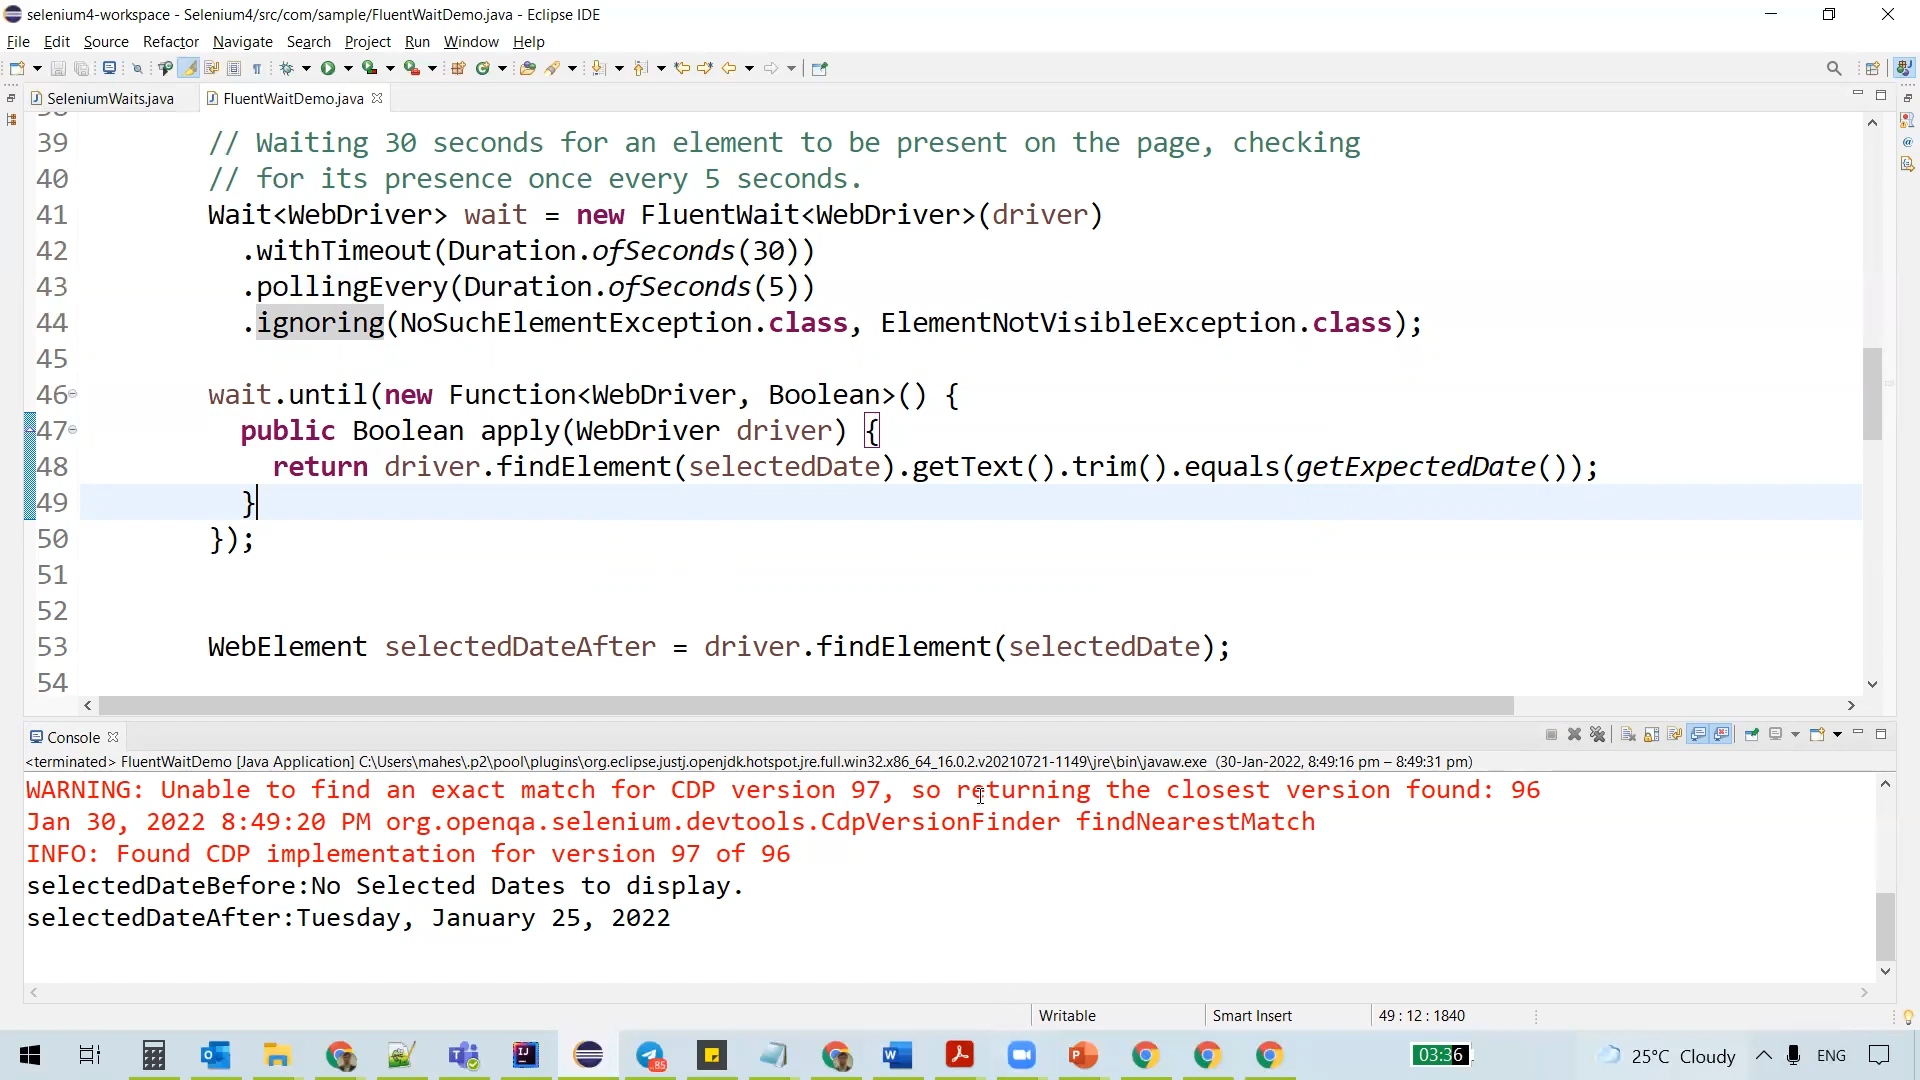 selenium4-workspace - Selenium4/src/com/sample/FluentWaitDemo.java - Eclipse IDE
File Edit Source Refactor Navigate Search Project Run Window Help
SeleniumWaits.java FluentWaitDemo.java
39 // Waiting 30 seconds for an element to be present on the page, checking
40 // for its presence once every 5 seconds.
41 Wait<WebDriver> wait = new FluentWait<WebDriver>(driver)
42 .withTimeout(Duration.ofSeconds(30))
43 .pollingEvery(Duration.ofSeconds(5))
44 .ignoring(NoSuchElementException.class, ElementNotVisibleException.class);
45
46 wait.until(new Function<WebDriver, Boolean>() {
47 public Boolean apply(WebDriver driver) {
48 return driver.findElement(selectedDate).getText().trim().equals(getExpectedDate());
49 }
50 });
51
52
53 WebElement selectedDateAfter = driver.findElement(selectedDate);
54
Console
<terminated> FluentWaitDemo [Java Application] C:\Users\mahes\.p2\pool\plugins\org.eclipse.justj.openjdk.hotspot.jre.full.win32.x86_64_16.0.2.v20210721-1149\jre\bin\javaw.exe (30-Jan-2022, 8:49:16 pm – 8:49:31 pm)
WARNING: Unable to find an exact match for CDP version 97, so returning the closest version found: 96
Jan 30, 2022 8:49:20 PM org.openqa.selenium.devtools.CdpVersionFinder findNearestMatch
INFO: Found CDP implementation for version 97 of 96
selectedDateBefore:No Selected Dates to display.
selectedDateAfter:Tuesday, January 25, 2022
Writable Smart Insert 49 : 12 : 1840
03:36 25°C Cloudy ENG